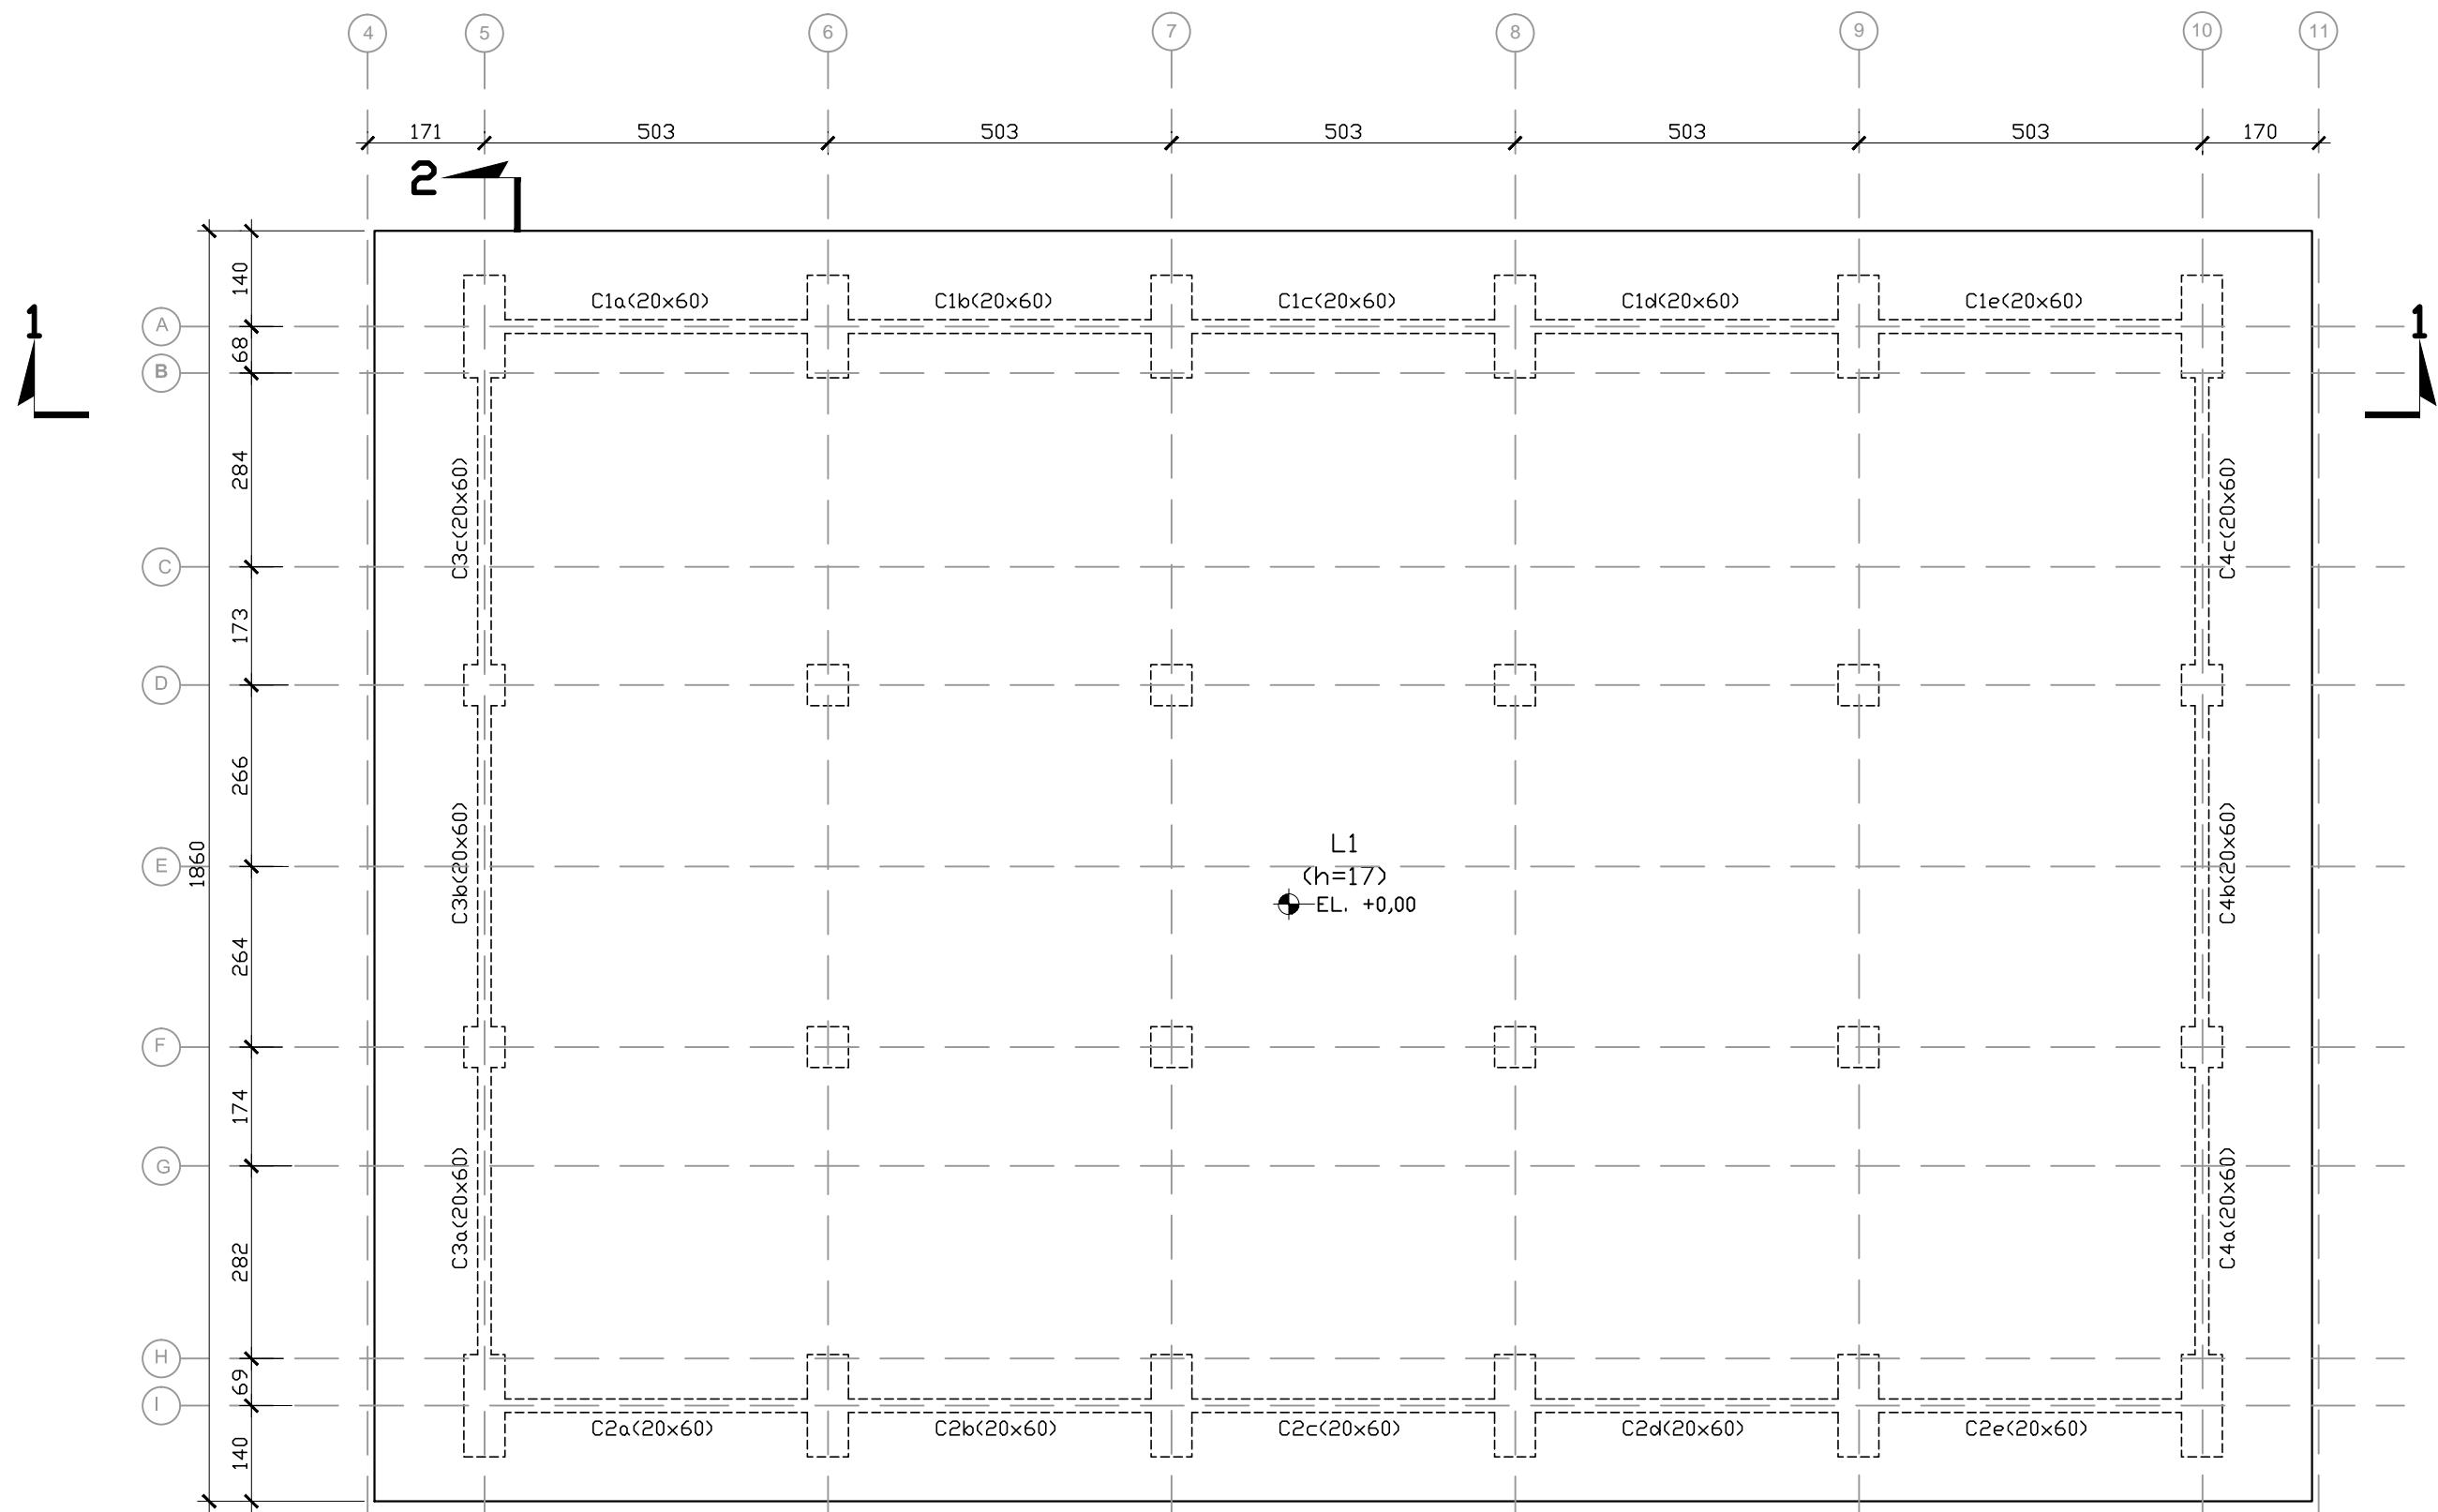 4
5
6
7
8
9
10
11
171
503
503
503
503
503
170
2
140
1
A
C1a(20x60)
C1b(20x60)
C1c(20x60)
C1d(20x60)
C1e(20x60)
1
68
B
284
C3c(20x60)
C4c(20x60)
C
173
D
266
1860
C3b(20x60)
L1
(h=17)
EL. +0,00
C4b(20x60)
E
264
F
174
G
C3a(20x60)
C4a(20x60)
282
H
69
I
C2a(20x60)
C2b(20x60)
C2c(20x60)
C2d(20x60)
C2e(20x60)
140